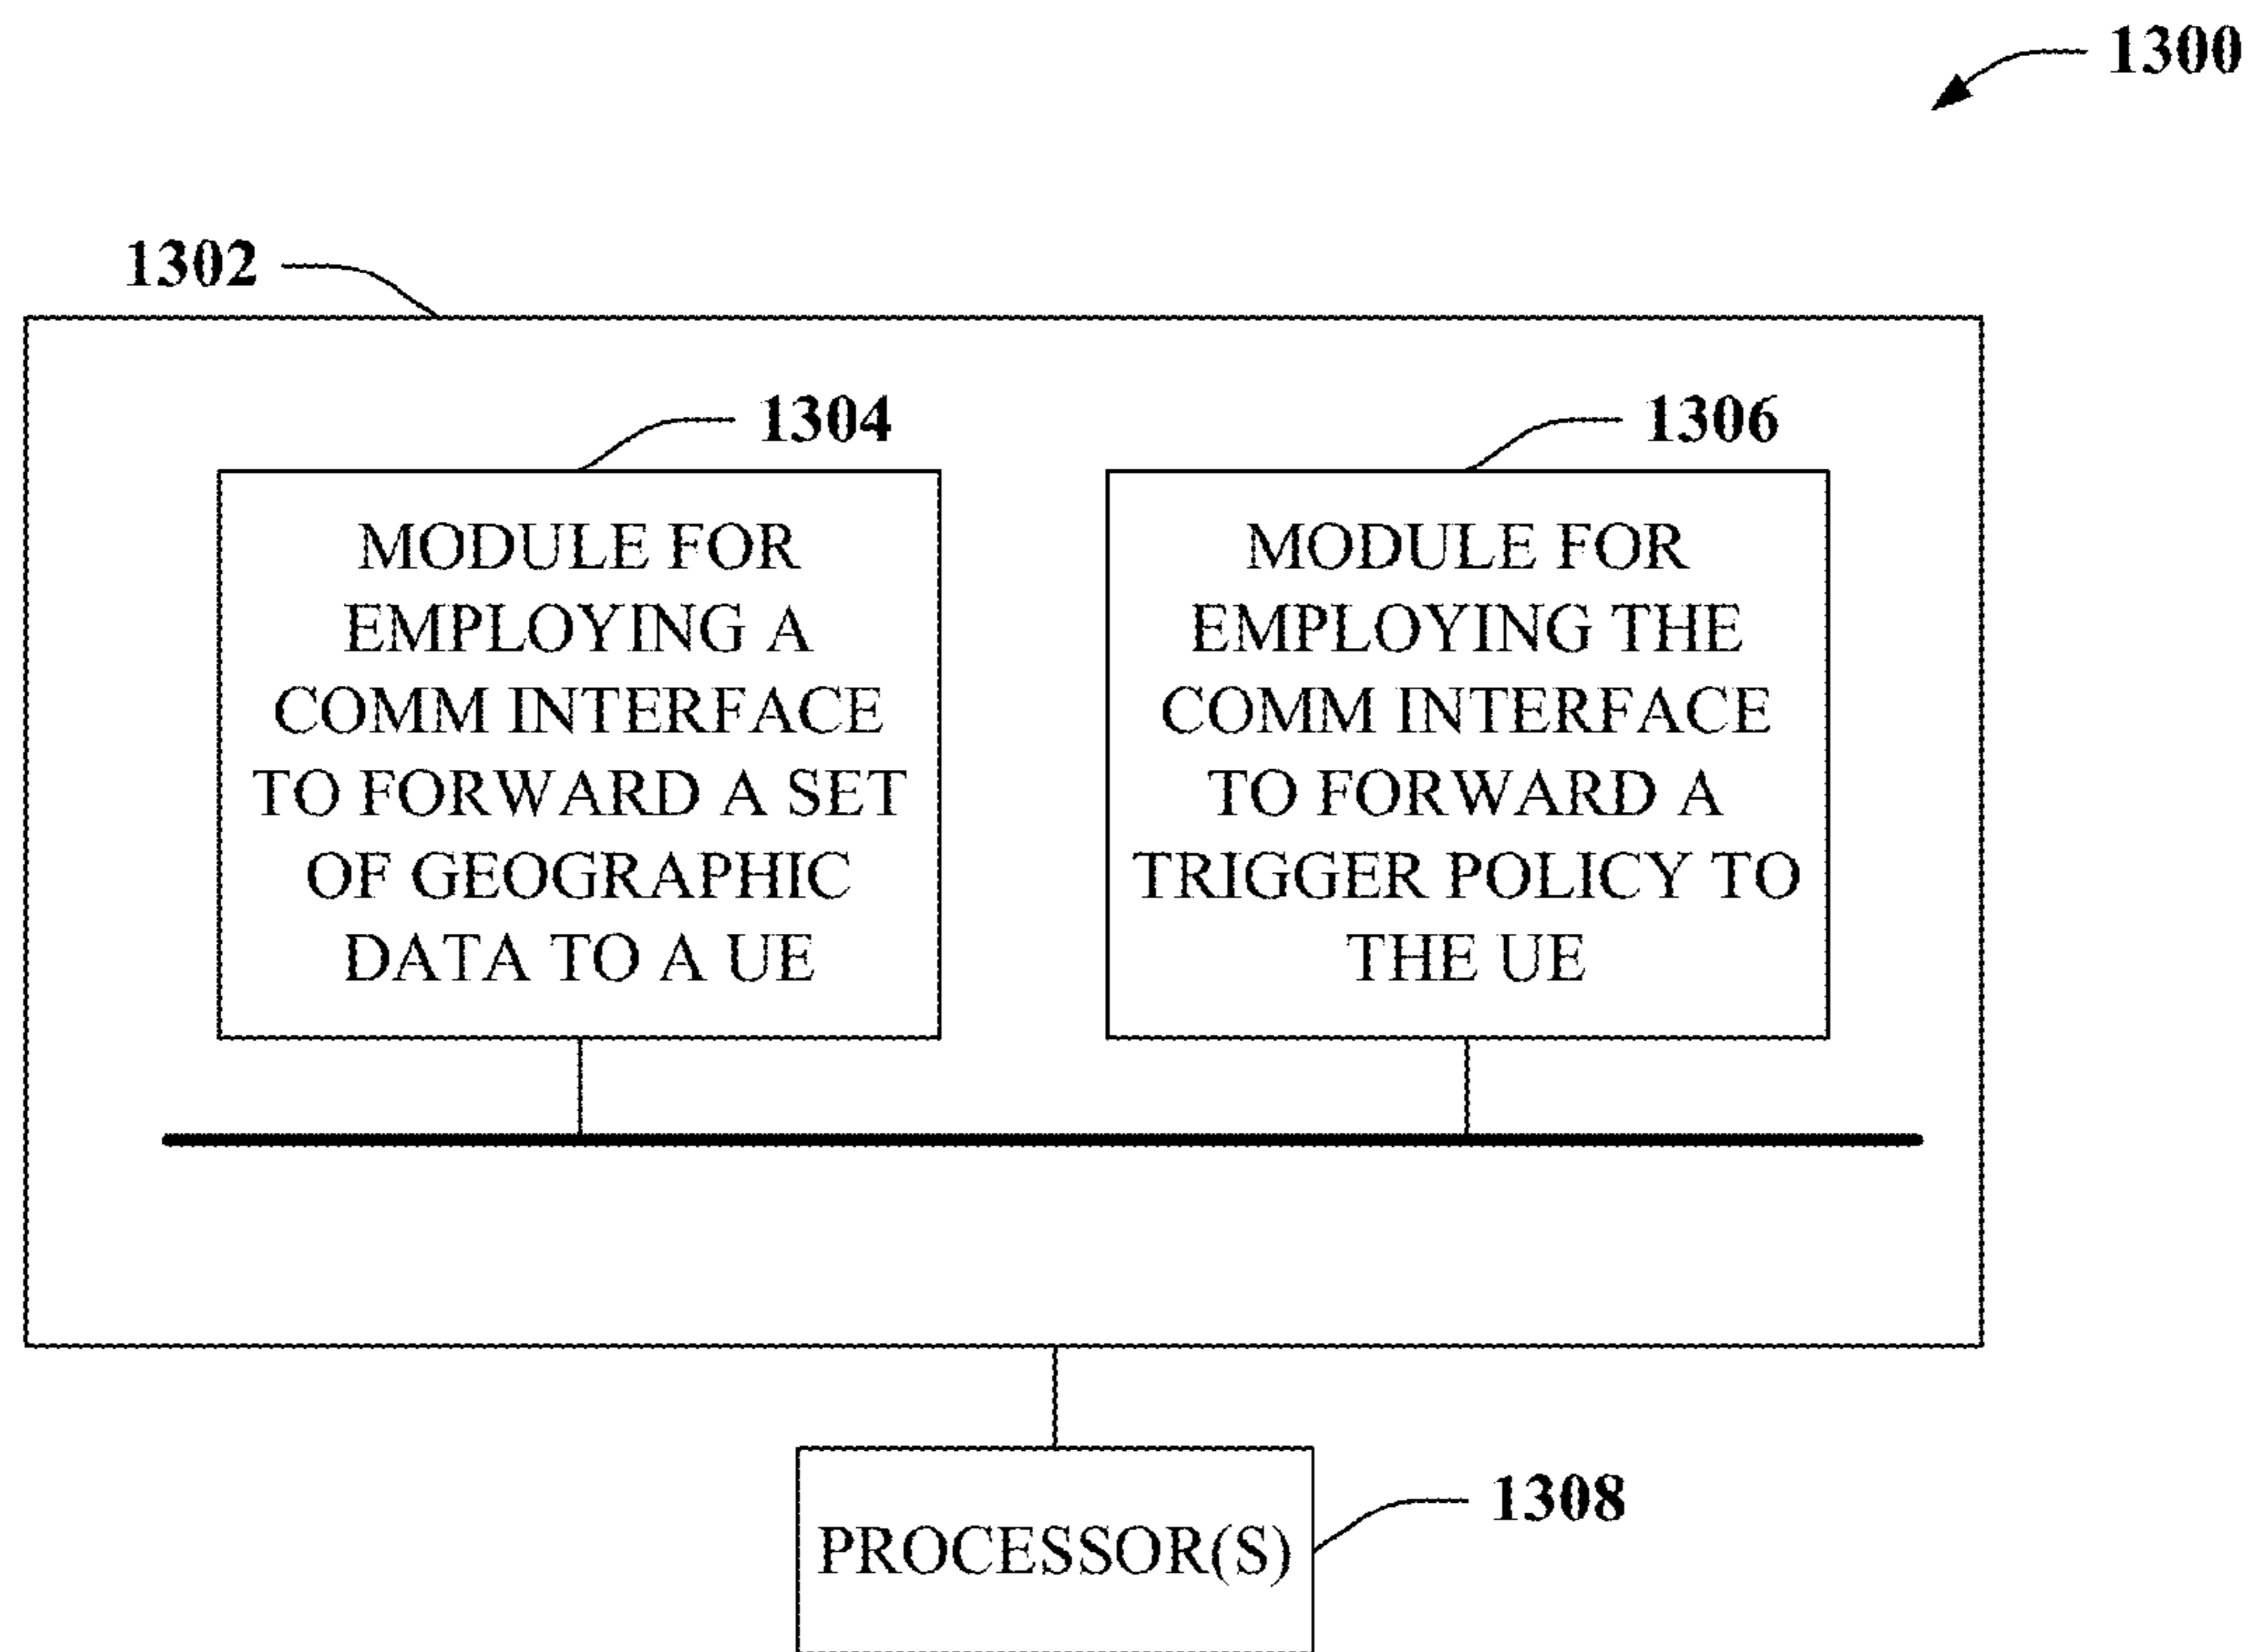 1300
1302
1304
1306
MODULE FOR
EMPLOYING A
COMM INTERFACE
TO FORWARD A SET
OF GEOGRAPHIC
DATA TO A UE
MODULE FOR
EMPLOYING THE
COMM INTERFACE
TO FORWARD A
TRIGGER POLICY TO
THE UE
1308
PROCESSOR(S)